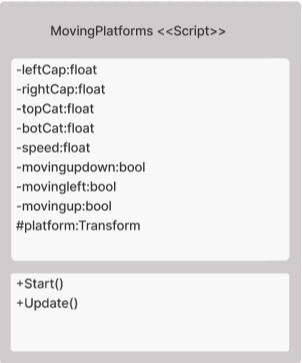 MovingPlatforms <<Script>>
-leftCap:float
-rightCap:float
-topCat:float
-botCat:float
-speed:float
-movingupdown:bool
-movingleft:bool
-movingup:bool
#platform:Transform
+Start()
+Update()